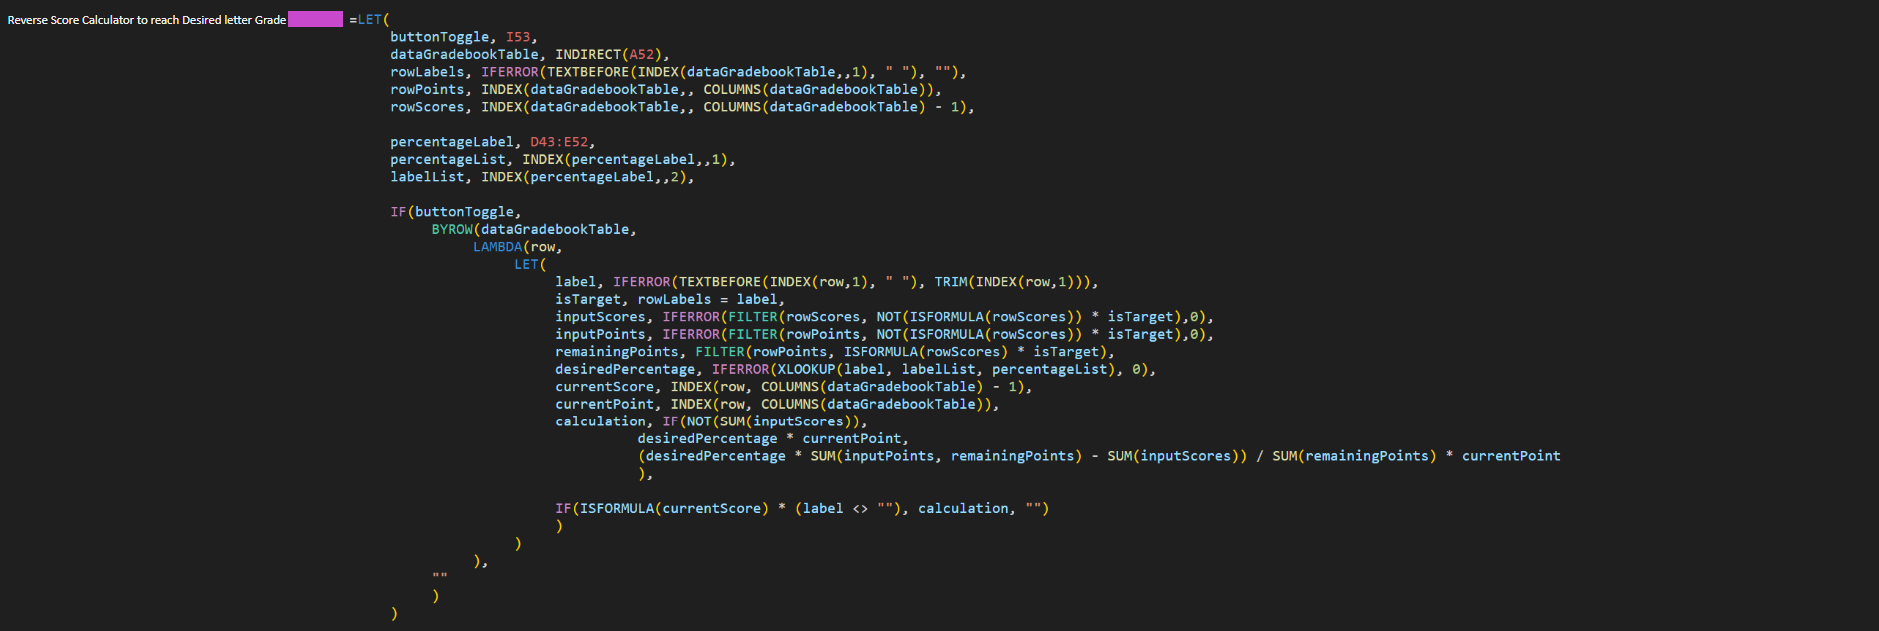 Reverse Score Calculator to reach Desired letter Grade =LET(
buttonToggle, I53,
dataGradebookTable, INDIRECT(A52),
rowLabels, IFERROR(TEXTBEFORE(INDEX(dataGradebookTable,,1), " "), ""),
rowPoints, INDEX(dataGradebookTable,, COLUMNS(dataGradebookTable)),
rowScores, INDEX(dataGradebookTable,, COLUMNS(dataGradebookTable) - 1),
percentageLabel, D43:E52,
percentageList, INDEX(percentageLabel,,1),
labelList, INDEX(percentageLabel,,2),
IF(buttonToggle,
BYROW(dataGradebookTable,
LAMBDA(row,
LET(
label, IFERROR(TEXTBEFORE(INDEX(row,1), " "), TRIM(INDEX(row,1))),
isTarget, rowLabels = label,
inputScores, IFERROR(FILTER(rowScores, NOT(ISFORMULA(rowScores)) * isTarget),0),
inputPoints, IFERROR(FILTER(rowPoints, NOT(ISFORMULA(rowScores)) * isTarget),0),
remainingPoints, FILTER(rowPoints, ISFORMULA(rowScores) * isTarget),
desiredPercentage, IFERROR(XLOOKUP(label, labelList, percentageList), 0),
currentScore, INDEX(row, COLUMNS(dataGradebookTable) - 1),
currentPoint, INDEX(row, COLUMNS(dataGradebookTable)),
calculation, IF(NOT(SUM(inputScores)),
desiredPercentage * currentPoint,
(desiredPercentage * SUM(inputPoints, remainingPoints) - SUM(inputScores)) / SUM(remainingPoints) * currentPoint
),
IF(ISFORMULA(currentScore) * (label <> ""), calculation, "")
)
)
),
""
)
)